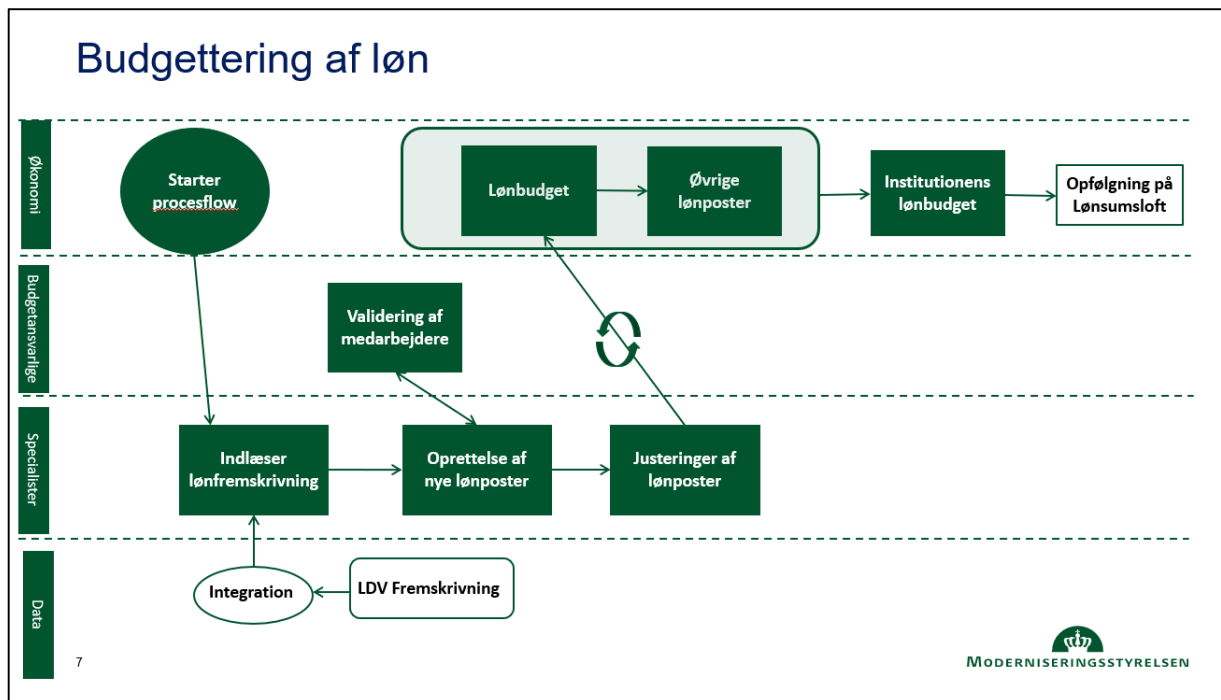 Budgettering af løn
Økonomi
Starter
procesflow
Lønbudget
Øvrige
lønposter
Institutionens
lønbudget
Opfølgning på
Lønsumsloft
Budgetansvarlige
Validering af
medarbejdere
Specialister
Indlæser
lønfremskrivning
Oprettelse af
nye lønposter
Justeringer af
lønposter
Data
Integration
LDV Fremskrivning
7
MODERNISERINGSSTYRELSEN